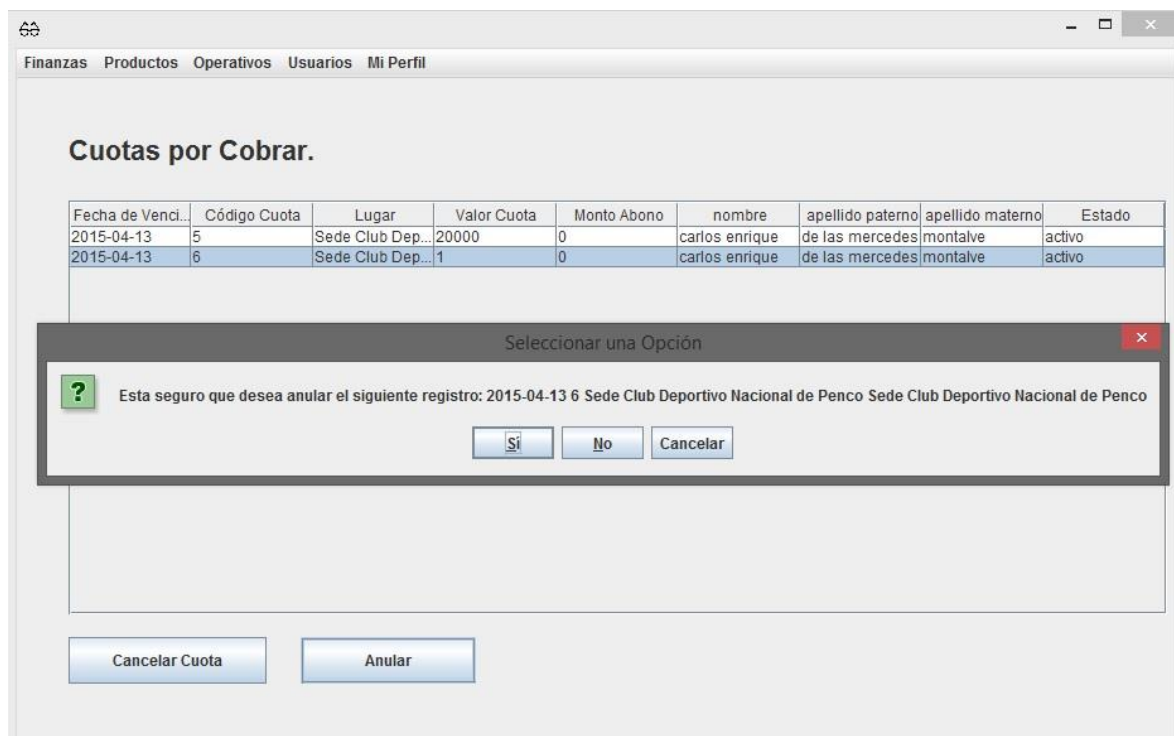 Finanzas Productos Operativos Usuarios Mi Perfil
Cuotas por Cobrar.
Fecha de Venci... Código Cuota Lugar Valor Cuota Monto Abono nombre apellido paterno apellido materno Estado
2015-04-13 5 Sede Club Dep... 20000 0 carlos enrique de las mercedes montalve activo
2015-04-13 6 Sede Club Dep... 1 0 carlos enrique de las mercedes montalve activo
Seleccionar una Opción
? Esta seguro que desea anular el siguiente registro: 2015-04-13 6 Sede Club Deportivo Nacional de Penco Sede Club Deportivo Nacional de Penco
Sí No Cancelar
Cancelar Cuota Anular